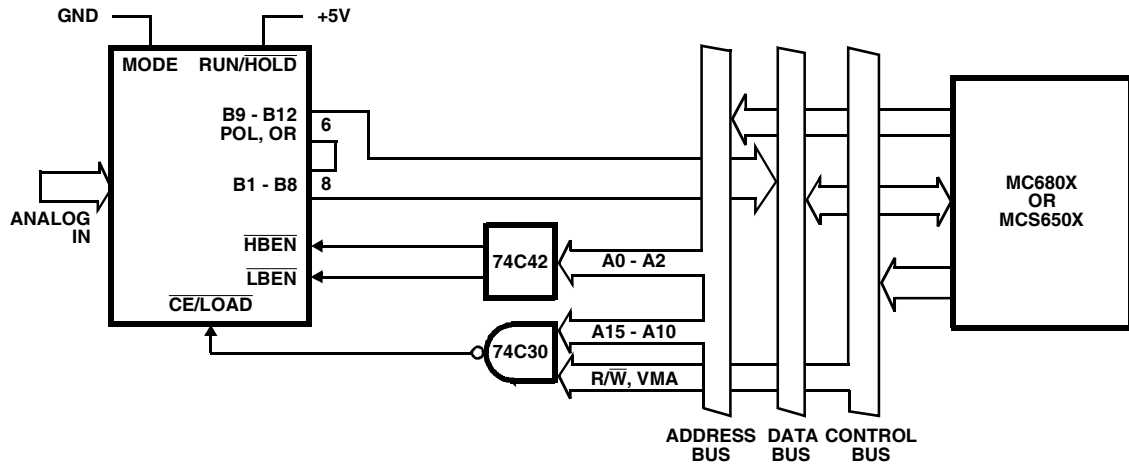 GND
+5V
MODE RUN/HOLD
B9 - B12
POL, OR
6
B1 - B8
8
ANALOG
IN
HBEN
LBEN
CE/LOAD
74C42
A0 - A2
74C30
A15 - A10
R/W, VMA
MC680X
OR
MCS650X
ADDRESS
BUS
DATA
BUS
CONTROL
BUS